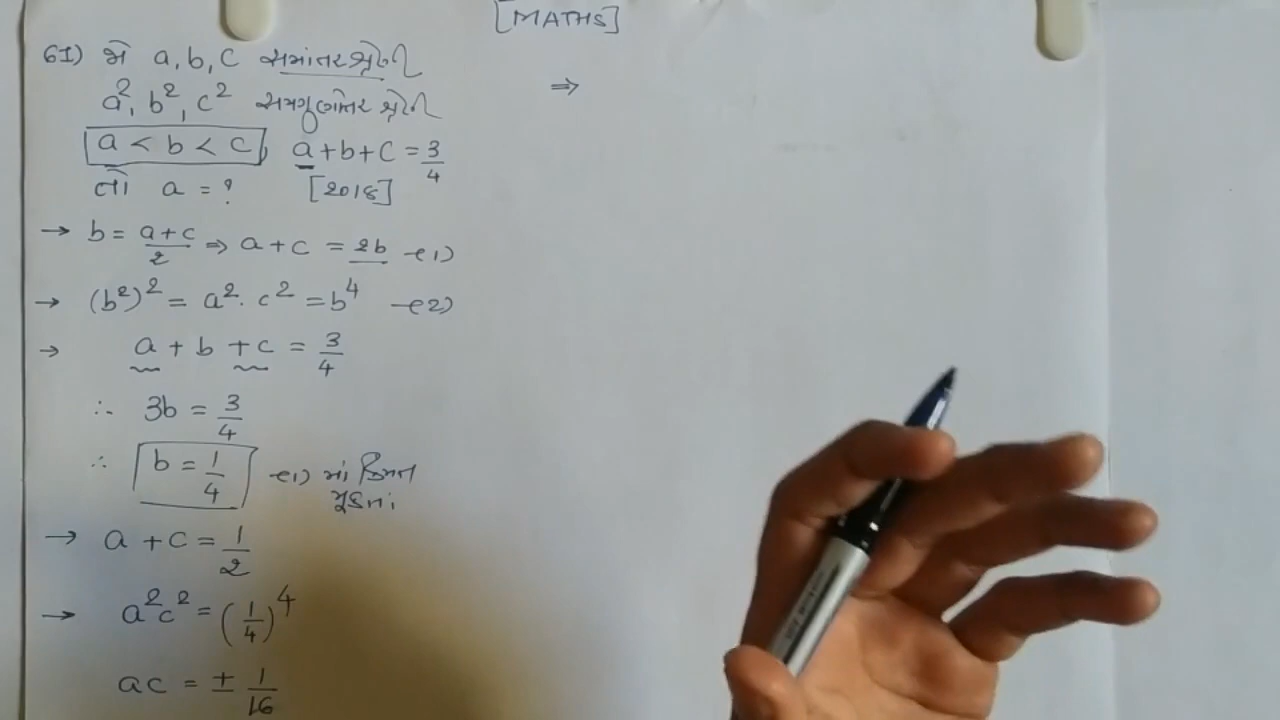 [MATHS]
61) જો a, b, c સમાંતર શ્રેણી
a², b², c² સમગુણોત્તર શ્રેણી
a < b < c, a + b + c = 3/4
તો a = ? [2018]
→ b = a+c/2 ⇒ a + c = 2b —(1)
→ (b²)² = a² · c² = b⁴ —(2)
→ a + b + c = 3/4
∴ 3b = 3/4
∴ b = 1/4 (1) માં કિંમત
મૂકતાં
→ a + c = 1/2
→ a²c² = (1/4)⁴
ac = ± 1/16
⇒